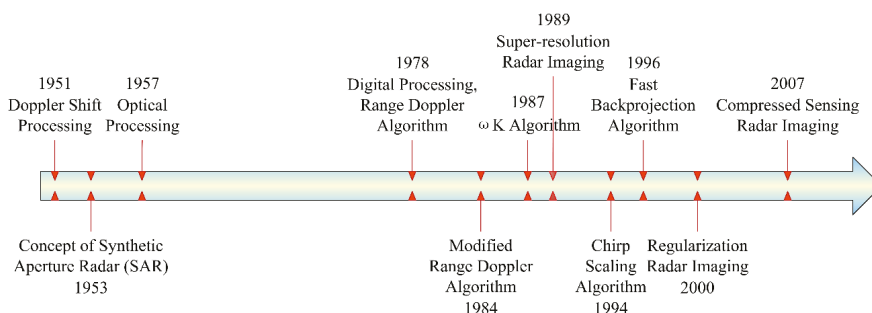 1951
Doppler Shift
Processing
1957
Optical
Processing
1978
Digital Processing,
Range Doppler
Algorithm
1987
ωK Algorithm
1989
Super-resolution
Radar Imaging
1996
Fast
Backprojection
Algorithm
2007
Compressed Sensing
Radar Imaging
Concept of Synthetic
Aperture Radar (SAR)
1953
Modified
Range Doppler
Algorithm
1984
Chirp
Scaling
Algorithm
1994
Regularization
Radar Imaging
2000